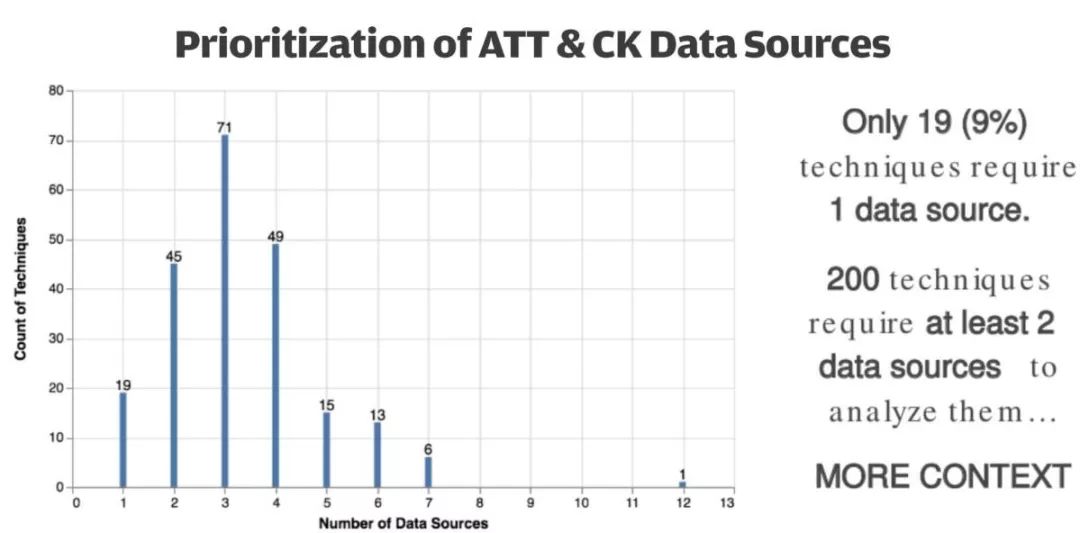 Prioritization of ATT & CK Data Sources
80
70
60
50
40
30
20
10
0
Count of Techniques
19
45
71
49
15
13
6
1
0 1 2 3 4 5 6 7 8 9 10 11 12 13
Number of Data Sources
Only 19 (9%)
techniques require
1 data source.
200 techniques
require at least 2
data sources to
analyze them...
MORE CONTEXT